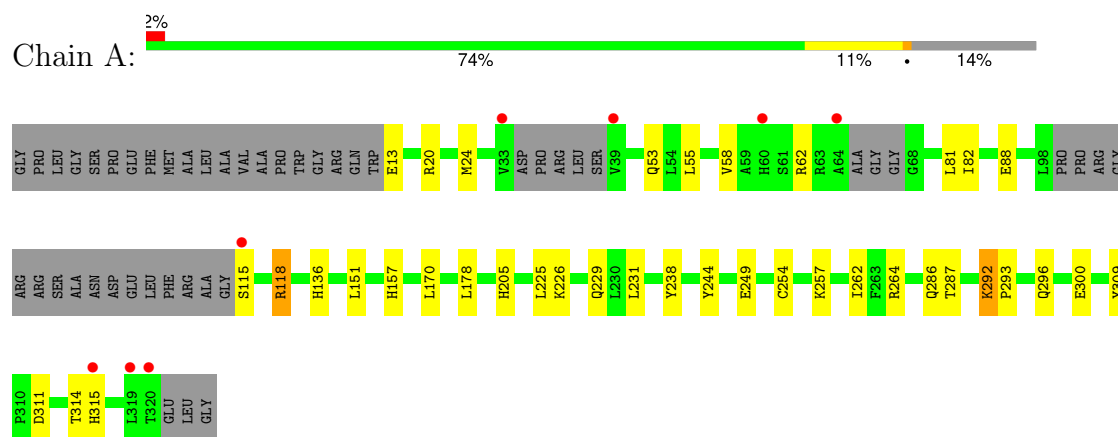 2%
Chain A:
74% 11% • 14%
GLY PRO LEU GLY SER PRO GLU PHE MET ALA LEU ALA VAL ALA PRO TRP GLY ARG GLN TRP E13 R20 M24 V33 ASP PRO ARG LEU SER V39 Q53 L54 L55 V58 A59 H60 S61 R62 R63 A64 ALA GLY GLY G68 L81 I82 E88 L98 PRO PRO ARG GLY
ARG ARG SER ALA ASN ASP GLU LEU PHE ARG ALA GLY S115 R118 H136 L151 H157 L170 L178 H205 L225 K226 Q229 L230 L231 Y238 Y244 E249 C254 K257 I262 F263 R264 Q286 T287 K292 P293 Q296 E300
P310 D311 T314 H315 L319 T320 GLU LEU GLY